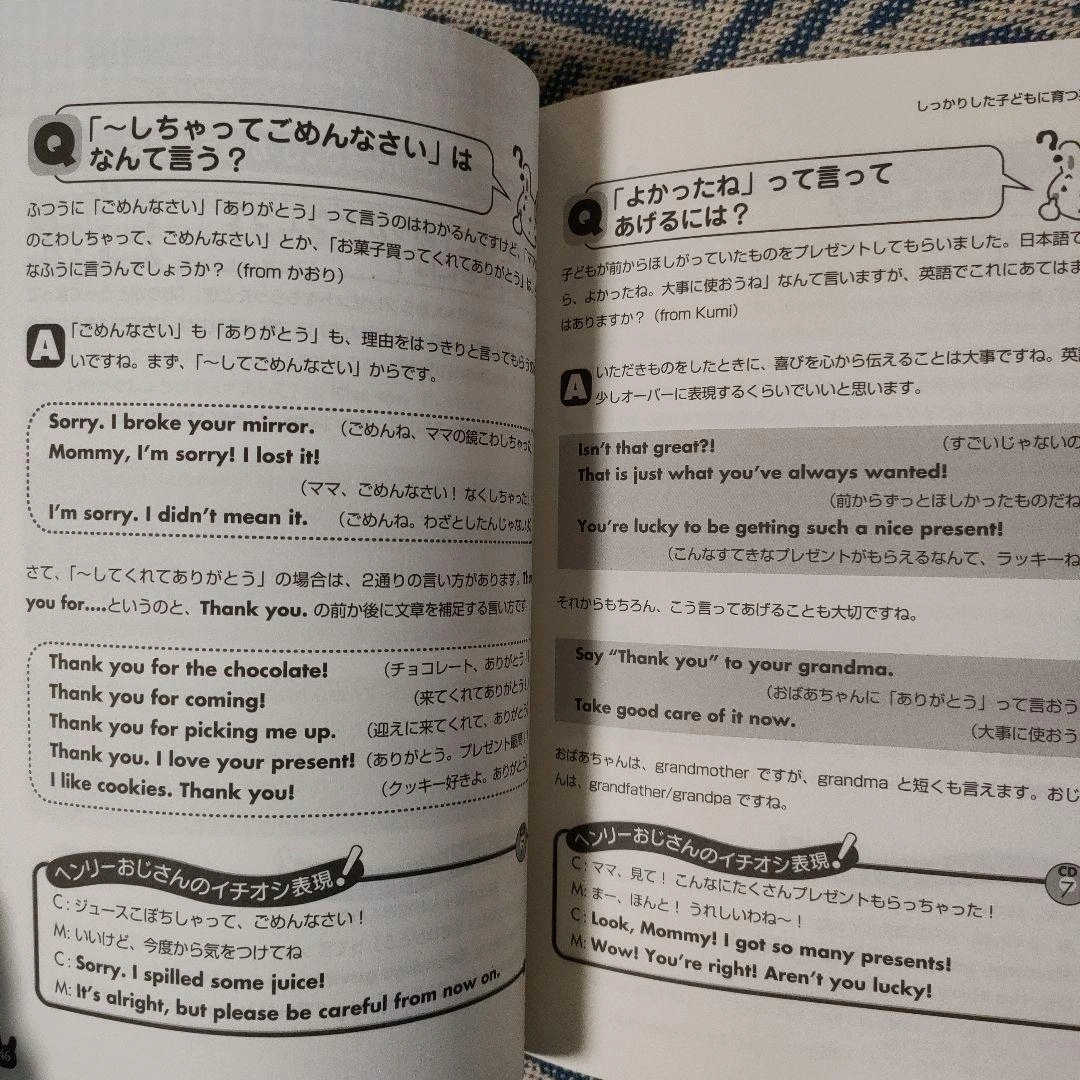 Q 「～しちゃってごめんなさい」は
なんて言う？
ふつうに「ごめんなさい」「ありがとう」って言うのはわかるんですけど、「ママ
のこわしちゃって、ごめんなさい」とか、「お菓子買ってくれてありがとう」は、
なふうに言うんでしょうか？（from かおり）
A 「ごめんなさい」も「ありがとう」も、理由をはっきりと言ってもらうの
いですね。まず、「～してごめんなさい」からです。
Sorry. I broke your mirror. （ごめんね、ママの鏡こわしちゃった
Mommy, I'm sorry! I lost it!
（ママ、ごめんなさい！ なくしちゃった！
I'm sorry. I didn't mean it. （ごめんね。わざとしたんじゃない
さて、「～してくれてありがとう」の場合は、2通りの言い方があります。
you for....というのと、Thank you. の前か後に文章を補足する言い方です。
Thank you for the chocolate! （チョコレート、ありがとう
Thank you for coming! （来てくれてありがとう！
Thank you for picking me up. （迎えに来てくれて、ありがとう
Thank you. I love your present! （ありがとう。プレゼント最高！
I like cookies. Thank you! （クッキー好きよ。ありがとう
ヘンリーおじさんのイチオシ表現！
C：ジュースこぼちしゃって、ごめんなさい！
M：いいけど、今度から気をつけてね
C：Sorry. I spilled some juice!
M：It's alright, but please be careful from now on.
46
しっかりした子どもに育つ
Q 「よかったね」って言って
あげるには？
子どもが前からほしがっていたものをプレゼントしてもらいました。日本語で
ら、よかったね。大事に使おうね」なんて言いますが、英語でこれにあてはま
はありますか？（from Kumi）
A いただきものをしたときに、喜びを心から伝えることは大事ですね。英
少しオーバーに表現するくらいでいいと思います。
Isn't that great?! （すごいじゃないの
That is just what you've always wanted!
（前からずっとほしかったものだね
You're lucky to be getting such a nice present!
（こんなすてきなプレゼントがもらえるなんて、ラッキーね
それからもちろん、こう言ってあげることも大切ですね。
Say “Thank you” to your grandma.
（おばあちゃんに「ありがとう」って言おう
Take good care of it now. （大事に使おう
おばあちゃんは、grandmother ですが、grandma と短くも言えます。おじ
んは、grandfather/grandpa ですね。
ヘンリーおじさんのイチオシ表現！
CD
7
C：ママ、見て！ こんなにたくさんプレゼントもらっちゃった！
M：まー、ほんと！ うれしいわね～！
C：Look, Mommy! I got so many presents!
M：Wow! You're right! Aren't you lucky!